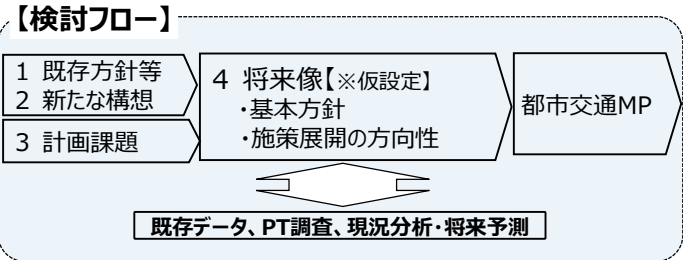 【検討フロー】
1 既存方針等
2 新たな構想
3 計画課題
4 将来像【※仮設定】
・基本方針
・施策展開の方向性
都市交通MP
既存データ、PT調査、現況分析・将来予測